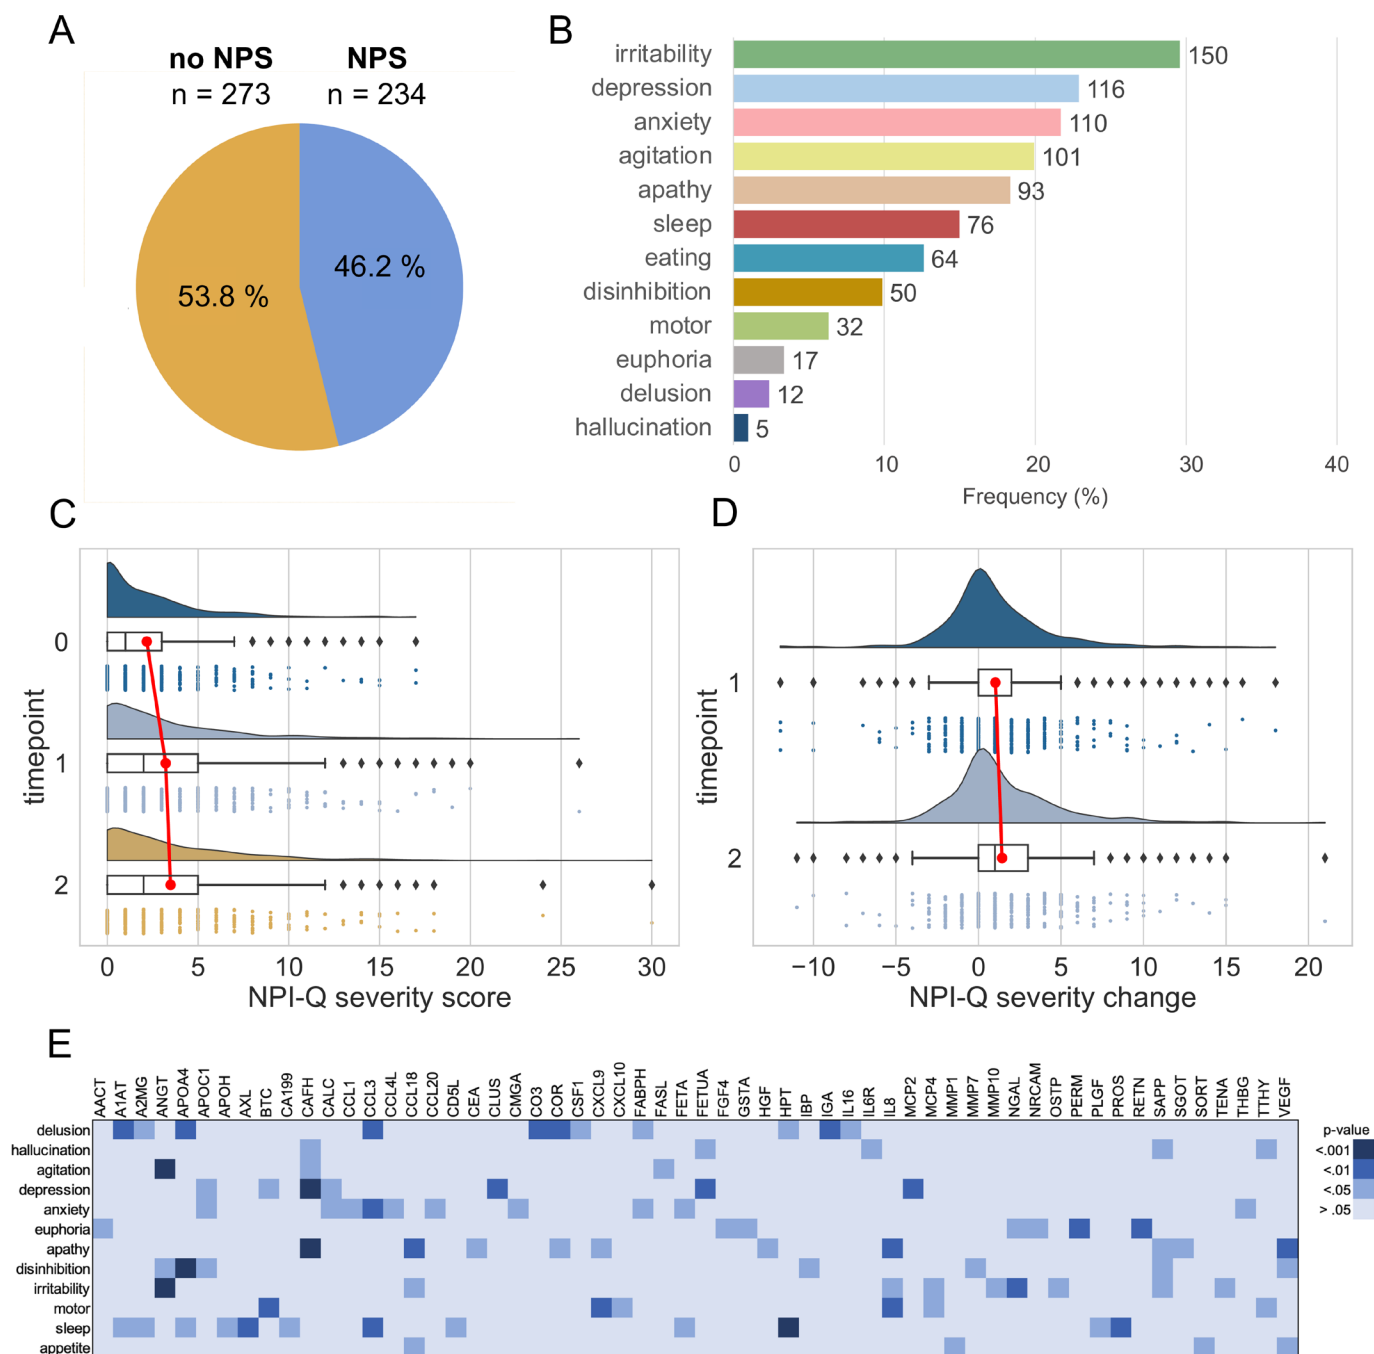 A
no NPS NPS
n = 273 n = 234
53.8 %
46.2 %
B
irritability 150
depression 116
anxiety 110
agitation 101
apathy 93
sleep 76
eating 64
disinhibition 50
motor 32
euphoria 17
delusion 12
hallucination 5
0 10 20 30 40
Frequency (%)
C
timepoint
0
1
2
0 5 10 15 20 25 30
NPI-Q severity score
D
timepoint
1
2
−10 −5 0 5 10 15 20
NPI-Q severity change
E
AACT A1AT A2MG ANGT APOA4 APOC1 APOH AXL BTC CA199 CAFH CALC CCL1 CCL3 CCL4L CCL18 CCL20 CD5L CEA CLUS CMGA CO3 COR CSF1 CXCL9 CXCL10 FABPH FASL FETA FETUA FGF4 GSTA HGF HPT IBP IGA IL16 IL6R IL8 MCP2 MCP4 MMP1 MMP7 MMP10 NGAL NRCAM OSTP PERM PLGF PROS RETN SAPP SGOT SORT TENA THBG TTHY VEGF
delusion
hallucination
agitation
depression
anxiety
euphoria
apathy
disinhibition
irritability
motor
sleep
appetite
p-value
<.001
<.01
<.05
> .05